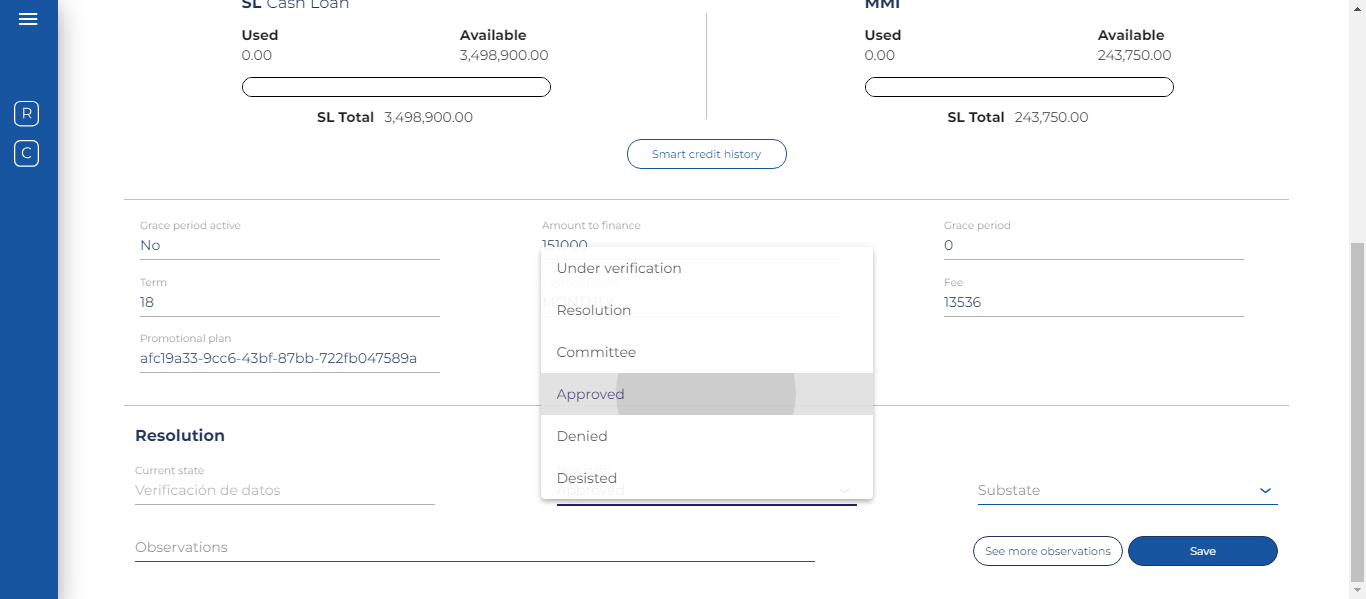 SL Cash Loan
MMI
Used
Available
Used
Available
0.00
3,498,900.00
0.00
243,750.00
SL Total 3,498,900.00
SL Total 243,750.00
R
C
Smart credit history
Grace period active
Amount to finance
Grace period
No
151000
0
Under verification
Term
Fee
18
MONTHLY
13536
Resolution
Promotional plan
afc19a33-9cc6-43bf-87bb-722fb047589a
Committee
Approved
Denied
Resolution
Current state
Desisted
Verificación de datos
Approved
Substate
Observations
See more observations
Save